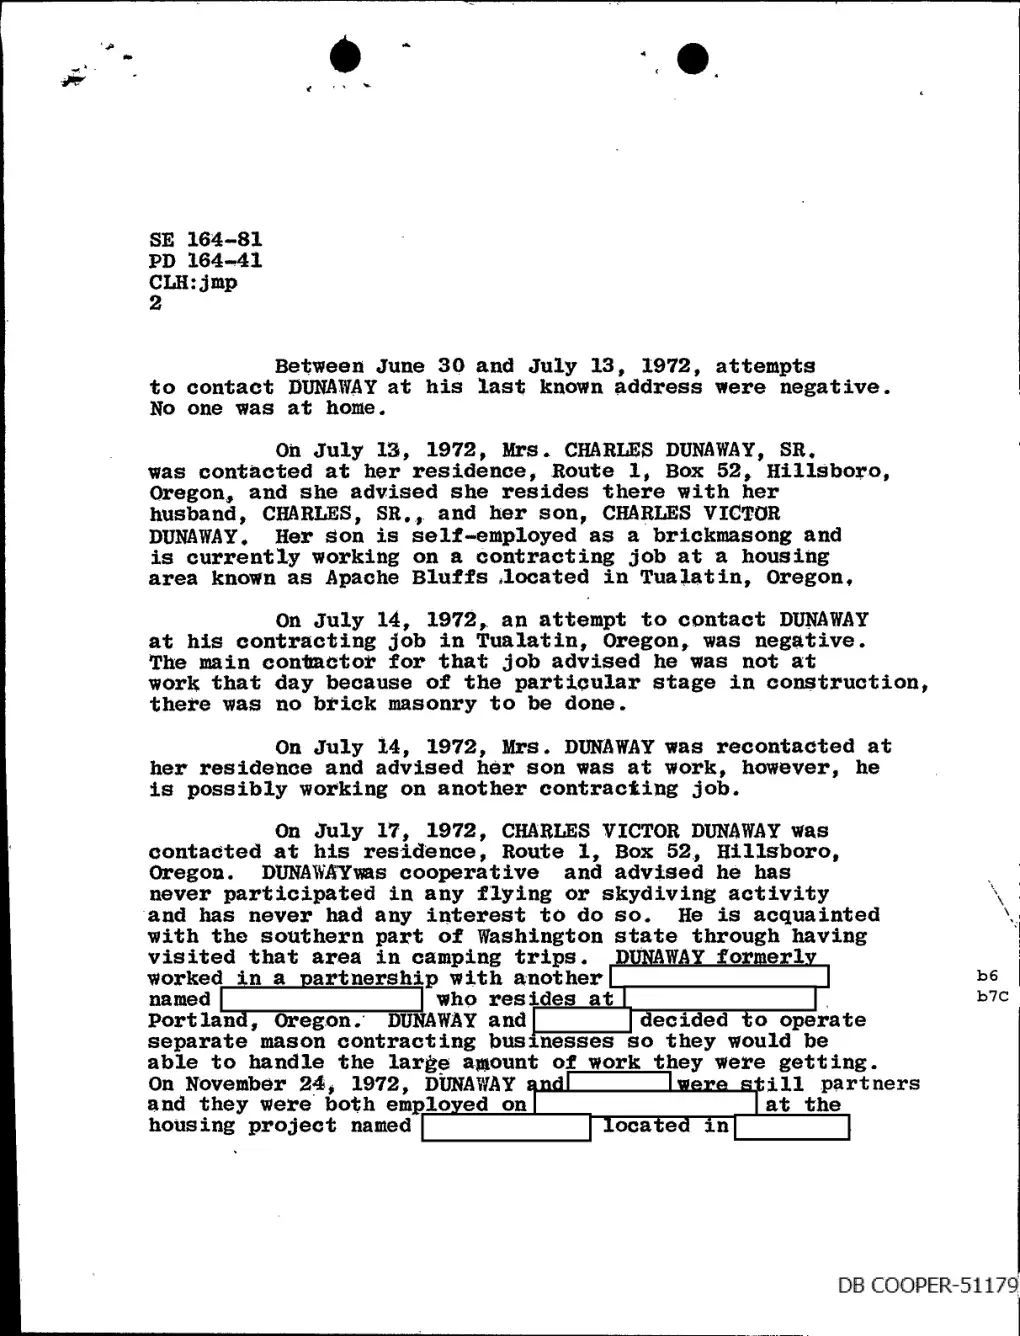 SE 164-81
PD 164-41
CLH:jmp
2
Between June 30 and July 13, 1972, attempts
to contact DUNAWAY at his last known address were negative.
No one was at home.
On July 13, 1972, Mrs. CHARLES DUNAWAY, SR.
was contacted at her residence, Route 1, Box 52, Hillsboro,
Oregon, and she advised she resides there with her
husband, CHARLES, SR., and her son, CHARLES VICTOR
DUNAWAY. Her son is self-employed as a brickmasong and
is currently working on a contracting job at a housing
area known as Apache Bluffs located in Tualatin, Oregon.
On July 14, 1972, an attempt to contact DUNAWAY
at his contracting job in Tualatin, Oregon, was negative.
The main contractor for that job advised he was not at
work that day because of the particular stage in construction,
there was no brick masonry to be done.
On July 14, 1972, Mrs. DUNAWAY was recontacted at
her residence and advised her son was at work, however, he
is possibly working on another contracting job.
On July 17, 1972, CHARLES VICTOR DUNAWAY was
contacted at his residence, Route 1, Box 52, Hillsboro,
Oregon. DUNAWAYwas cooperative and advised he has
never participated in any flying or skydiving activity
and has never had any interest to do so. He is acquainted
with the southern part of Washington state through having
visited that area in camping trips. DUNAWAY formerly
worked in a partnership with another
b6
named who resides at
b7C
Portland, Oregon. DUNAWAY and decided to operate
separate mason contracting businesses so they would be
able to handle the large amount of work they were getting.
On November 24, 1972, DUNAWAY and were still partners
and they were both employed on at the
housing project named located in
DB COOPER-51179